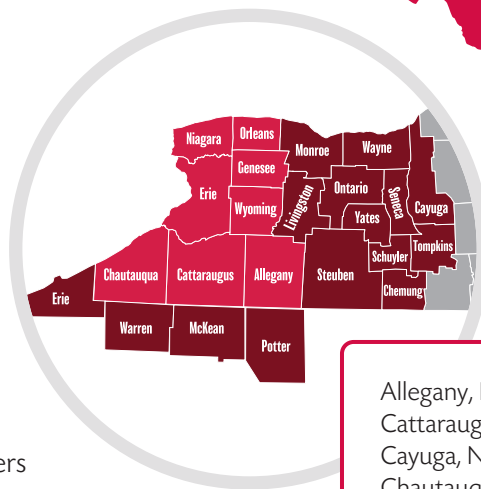 Niagara
Orleans
Monroe
Wayne
Genesee
Erie
Wyoming
Livingston
Ontario
Seneca
Yates
Cayuga
Chautauqua
Cattaraugus
Allegany
Steuben
Schuyler
Tompkins
Chemung
Erie
Warren
McKean
Potter
ers
Allegany,
Cattaraug
Cayuga, N
Chautauq